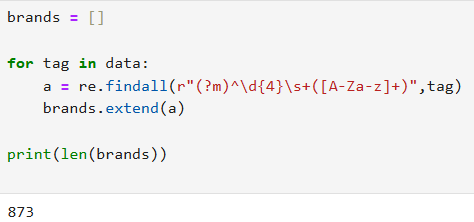 brands = []
for tag in data:
    a = re.findall(r"(?m)^\d{4}\s+([A-Za-z]+)",tag)
    brands.extend(a)
print(len(brands))
873